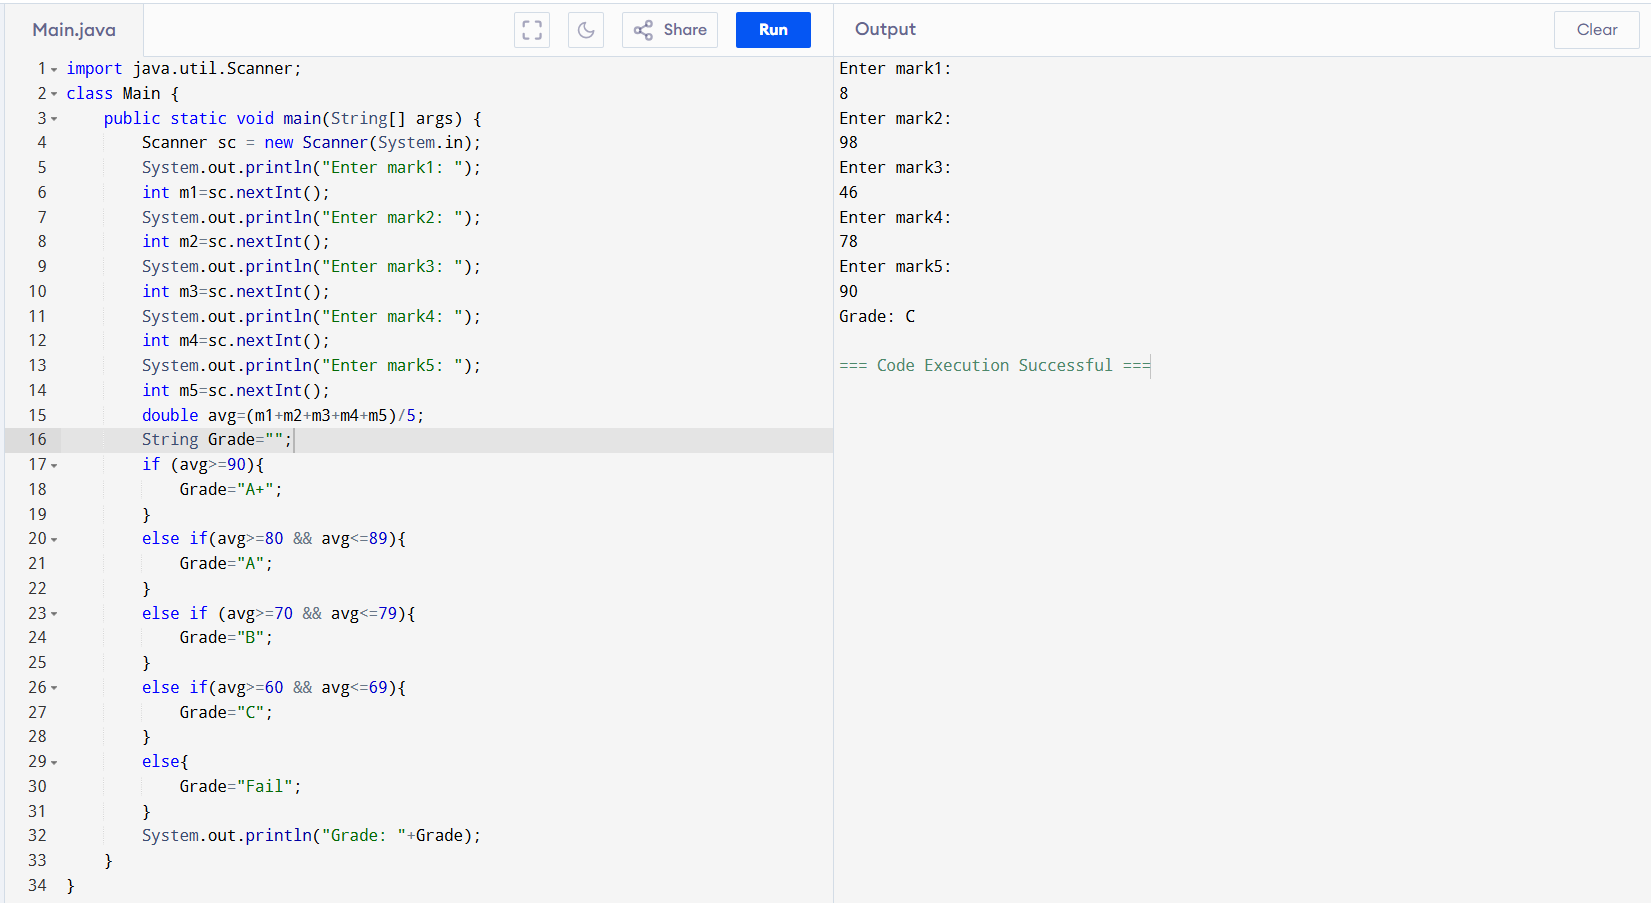 Main.java
Share
Run
Output
Clear
1 import java.util.Scanner;
2 class Main {
3     public static void main(String[] args) {
4         Scanner sc = new Scanner(System.in);
5         System.out.println("Enter mark1: ");
6         int m1=sc.nextInt();
7         System.out.println("Enter mark2: ");
8         int m2=sc.nextInt();
9         System.out.println("Enter mark3: ");
10         int m3=sc.nextInt();
11         System.out.println("Enter mark4: ");
12         int m4=sc.nextInt();
13         System.out.println("Enter mark5: ");
14         int m5=sc.nextInt();
15         double avg=(m1+m2+m3+m4+m5)/5;
16         String Grade="";
17         if (avg>=90){
18             Grade="A+";
19         }
20         else if(avg>=80 && avg<=89){
21             Grade="A";
22         }
23         else if (avg>=70 && avg<=79){
24             Grade="B";
25         }
26         else if(avg>=60 && avg<=69){
27             Grade="C";
28         }
29         else{
30             Grade="Fail";
31         }
32         System.out.println("Grade: "+Grade);
33     }
34 }
Enter mark1:
8
Enter mark2:
98
Enter mark3:
46
Enter mark4:
78
Enter mark5:
90
Grade: C
=== Code Execution Successful ===